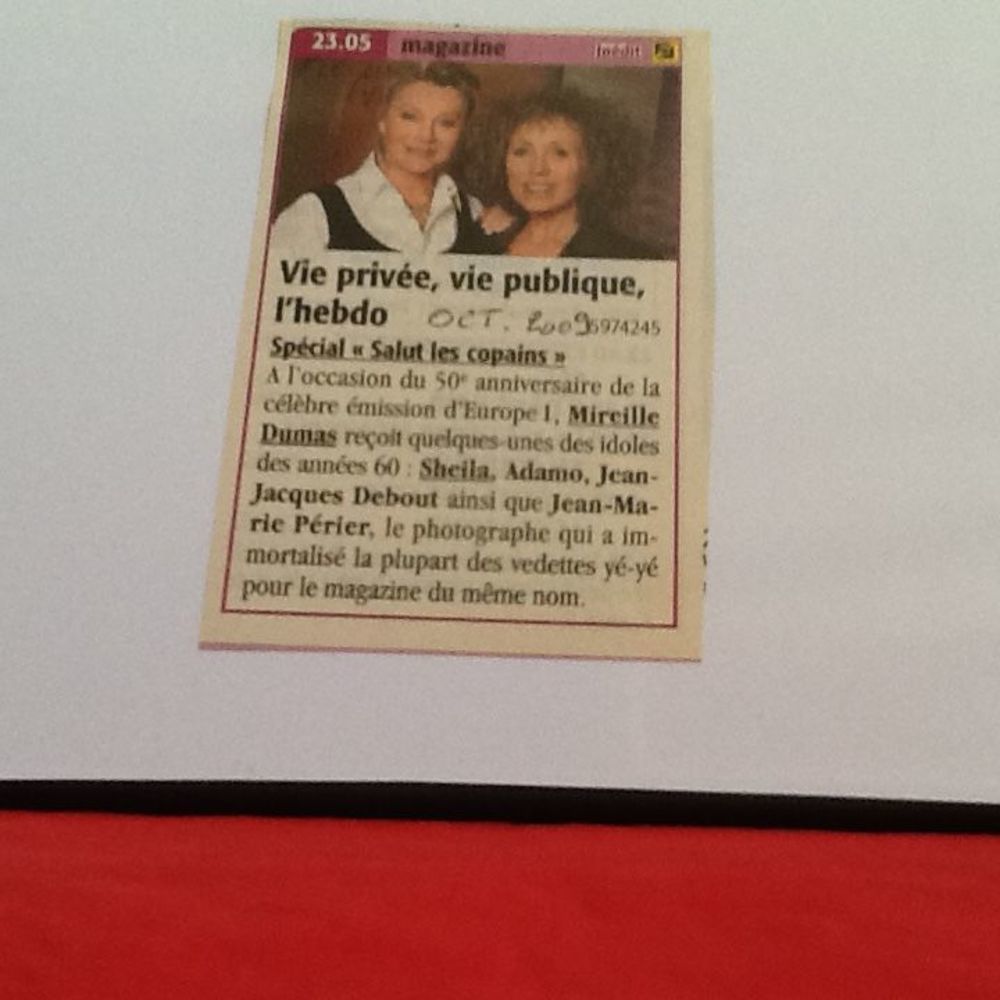 23.05 magazine inédit
Vie privée, vie publique,
l'hebdo OCT. 2009 5974245
Spécial « Salut les copains »
A l'occasion du 50e anniversaire de la
célèbre émission d'Europe 1, Mireille
Dumas reçoit quelques-unes des idoles
des années 60 : Sheila, Adamo, Jean-
Jacques Debout ainsi que Jean-Ma-
rie Périer, le photographe qui a im-
mortalisé la plupart des vedettes yé-yé
pour le magazine du même nom.